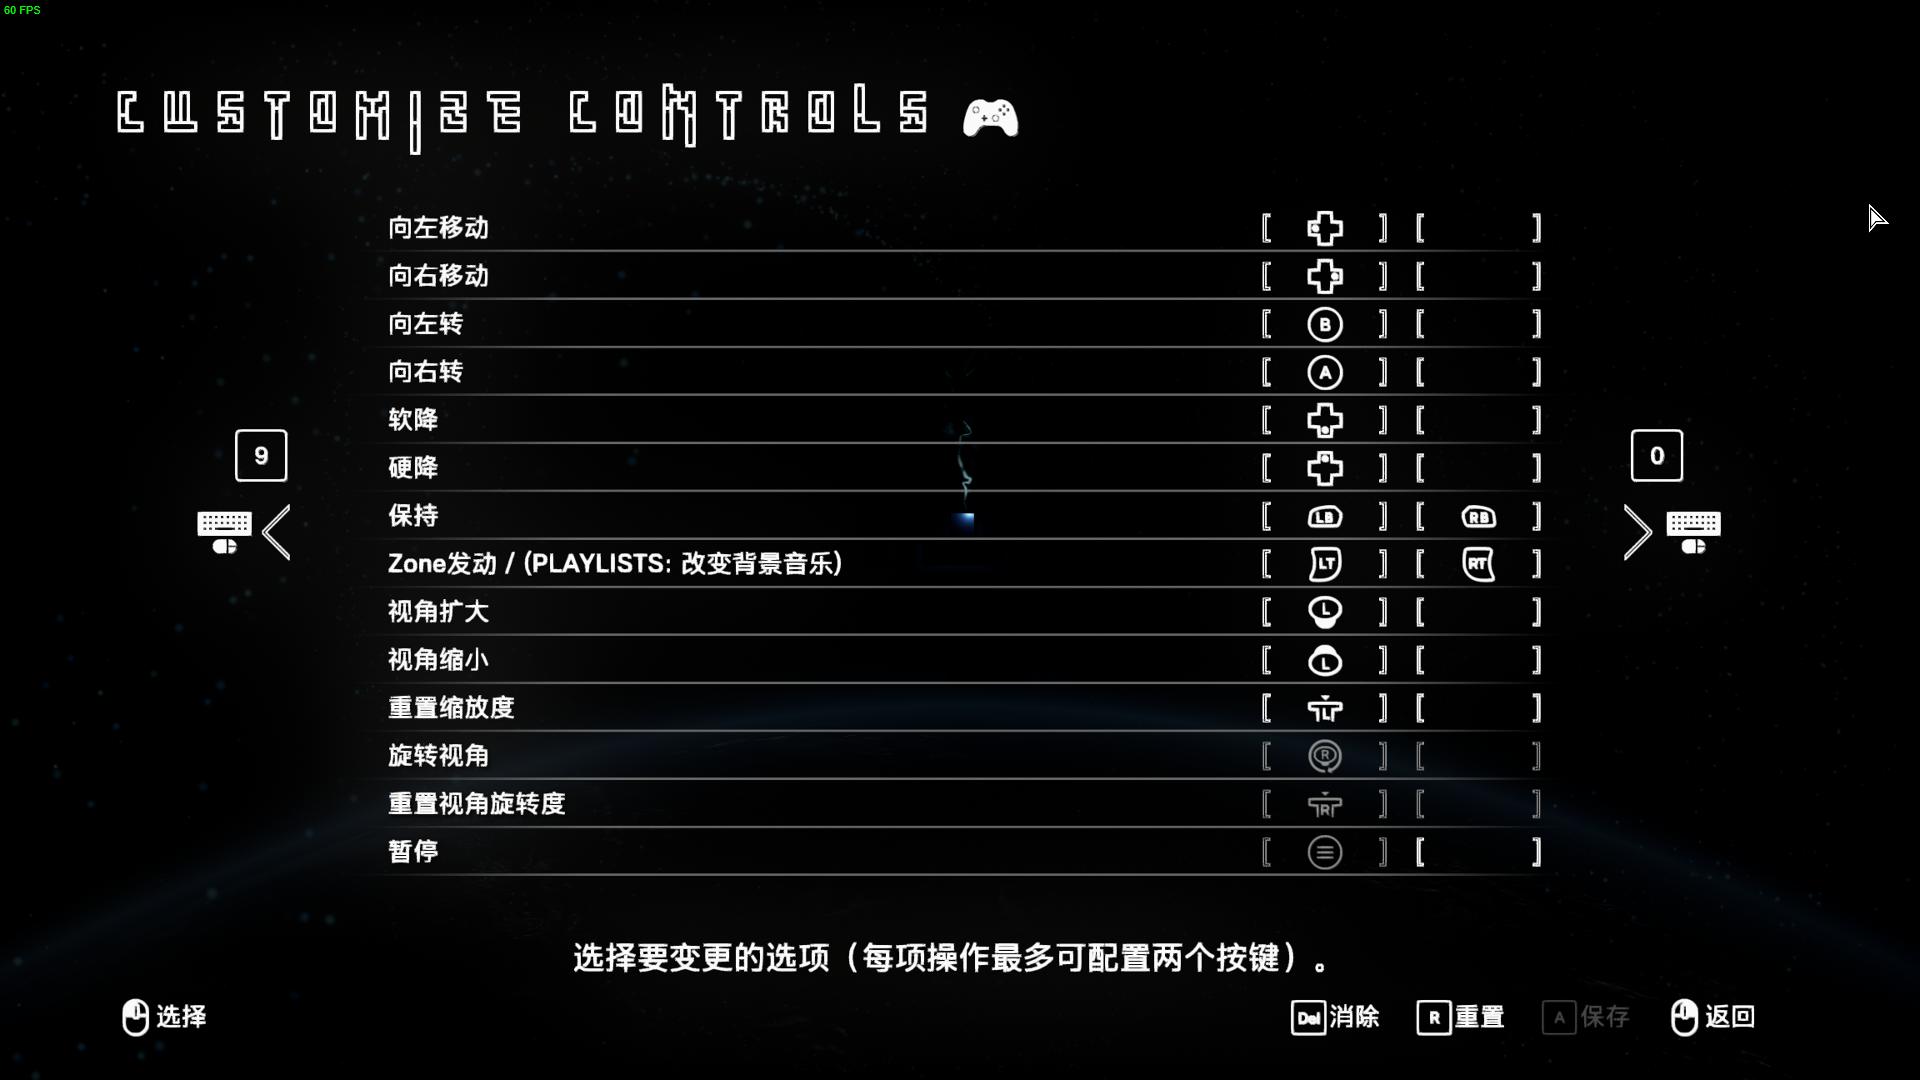 60 FPS
CUSTOMIZE CONTROLS
向左移动
向右移动
向左转 B
向右转 A
软降
硬降
保持 LB RB
Zone发动 / (PLAYLISTS: 改变背景音乐) LT RT
视角扩大 L
视角缩小 L
重置缩放度 L
旋转视角 R
重置视角旋转度 R
暂停
9
0
选择要变更的选项（每项操作最多可配置两个按键）。
选择 Del 消除 R 重置 A 保存 返回